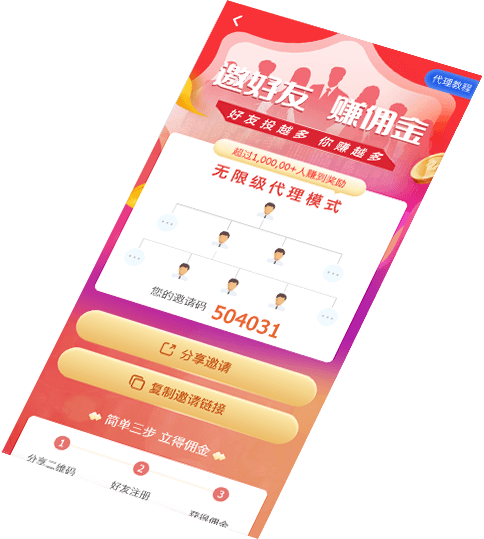 代理教程
邀好友 赚佣金
好友投越多 你赚越多
超过1,000,00+人赚到奖励
无限级代理模式
您的邀请码 504031
分享邀请
复制邀请链接
简单三步 立得佣金
1 2 3
分享二维码 好友注册 获得佣金